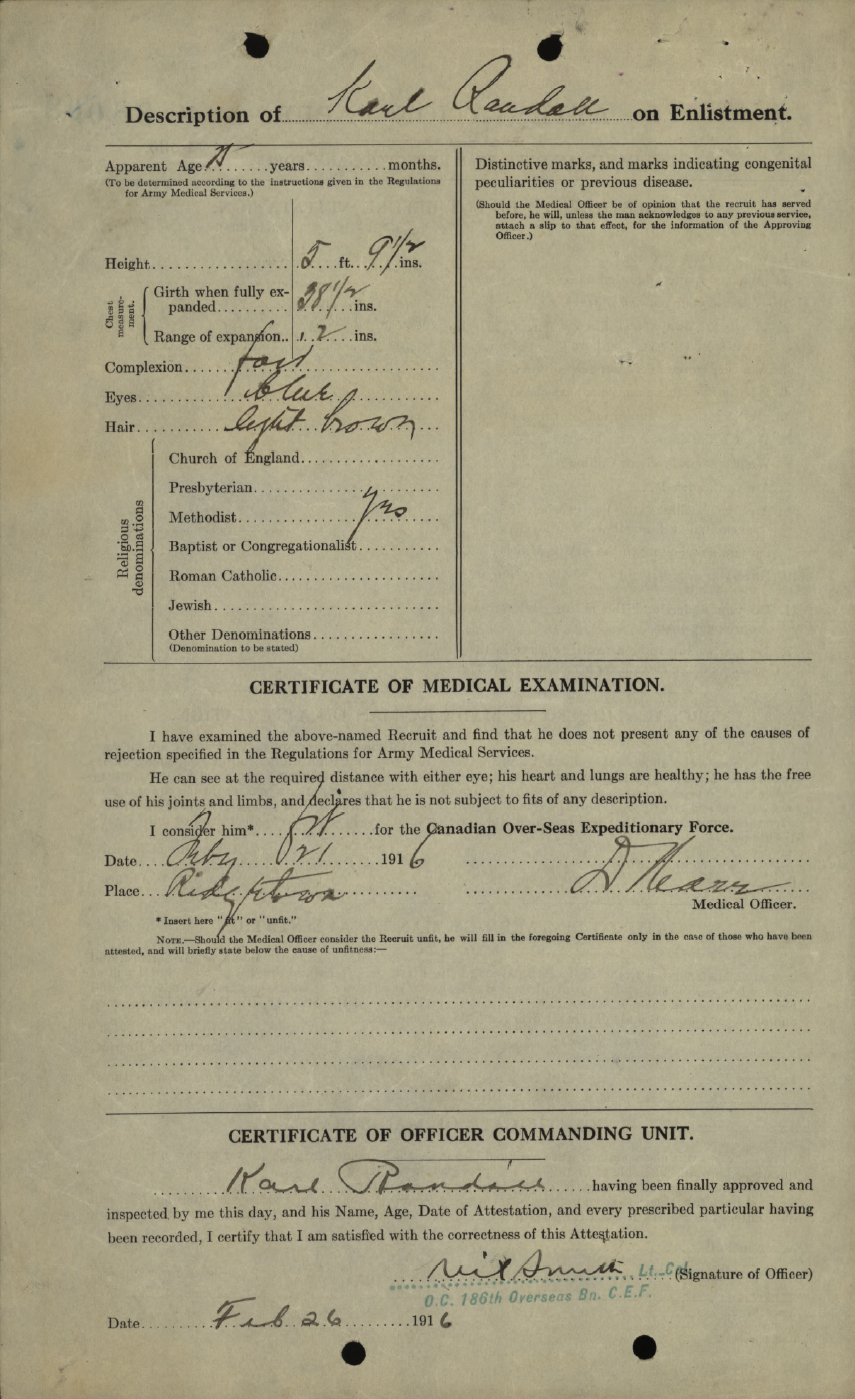 Description of Karl Randall on Enlistment.
Apparent Age ...... years ........... months.
(To be determined according to the instructions given in the Regulations
for Army Medical Services.)
Height .................. 5 ft. 9 1/2 ins.
Chest measure-ment.
Girth when fully ex-
panded .......... 38 1/2 ins.
Range of expansion.. 2 ins.
Complexion ...... fair
Eyes .......... blue
Hair .......... light brown
Religious denominations
Church of England
Presbyterian
Methodist ...... yes
Baptist or Congregationalist
Roman Catholic
Jewish
Other Denominations
(Denomination to be stated)
Distinctive marks, and marks indicating congenital
peculiarities or previous disease.
(Should the Medical Officer be of opinion that the recruit has served
before, he will, unless the man acknowledges to any previous service,
attach a slip to that effect, for the information of the Approving
Officer.)
CERTIFICATE OF MEDICAL EXAMINATION.
I have examined the above-named Recruit and find that he does not present any of the causes of
rejection specified in the Regulations for Army Medical Services.
He can see at the required distance with either eye; his heart and lungs are healthy; he has the free
use of his joints and limbs, and declares that he is not subject to fits of any description.
I consider him* .... fit ...... for the Canadian Over-Seas Expeditionary Force.
Date .... Feby 21 ...... 1916
Place ... Ridgetown
Medical Officer.
* Insert here "fit" or "unfit."
NOTE.—Should the Medical Officer consider the Recruit unfit, he will fill in the foregoing Certificate only in the case of those who have been
attested, and will briefly state below the cause of unfitness:—
CERTIFICATE OF OFFICER COMMANDING UNIT.
Karl Randall ...... having been finally approved and
inspected by me this day, and his Name, Age, Date of Attestation, and every prescribed particular having
been recorded, I certify that I am satisfied with the correctness of this Attestation.
Neil Smith Lt. Col. (Signature of Officer)
O.C. 186th Overseas Bn. C.E.F.
Date ...... Feb 26 ...... 1916